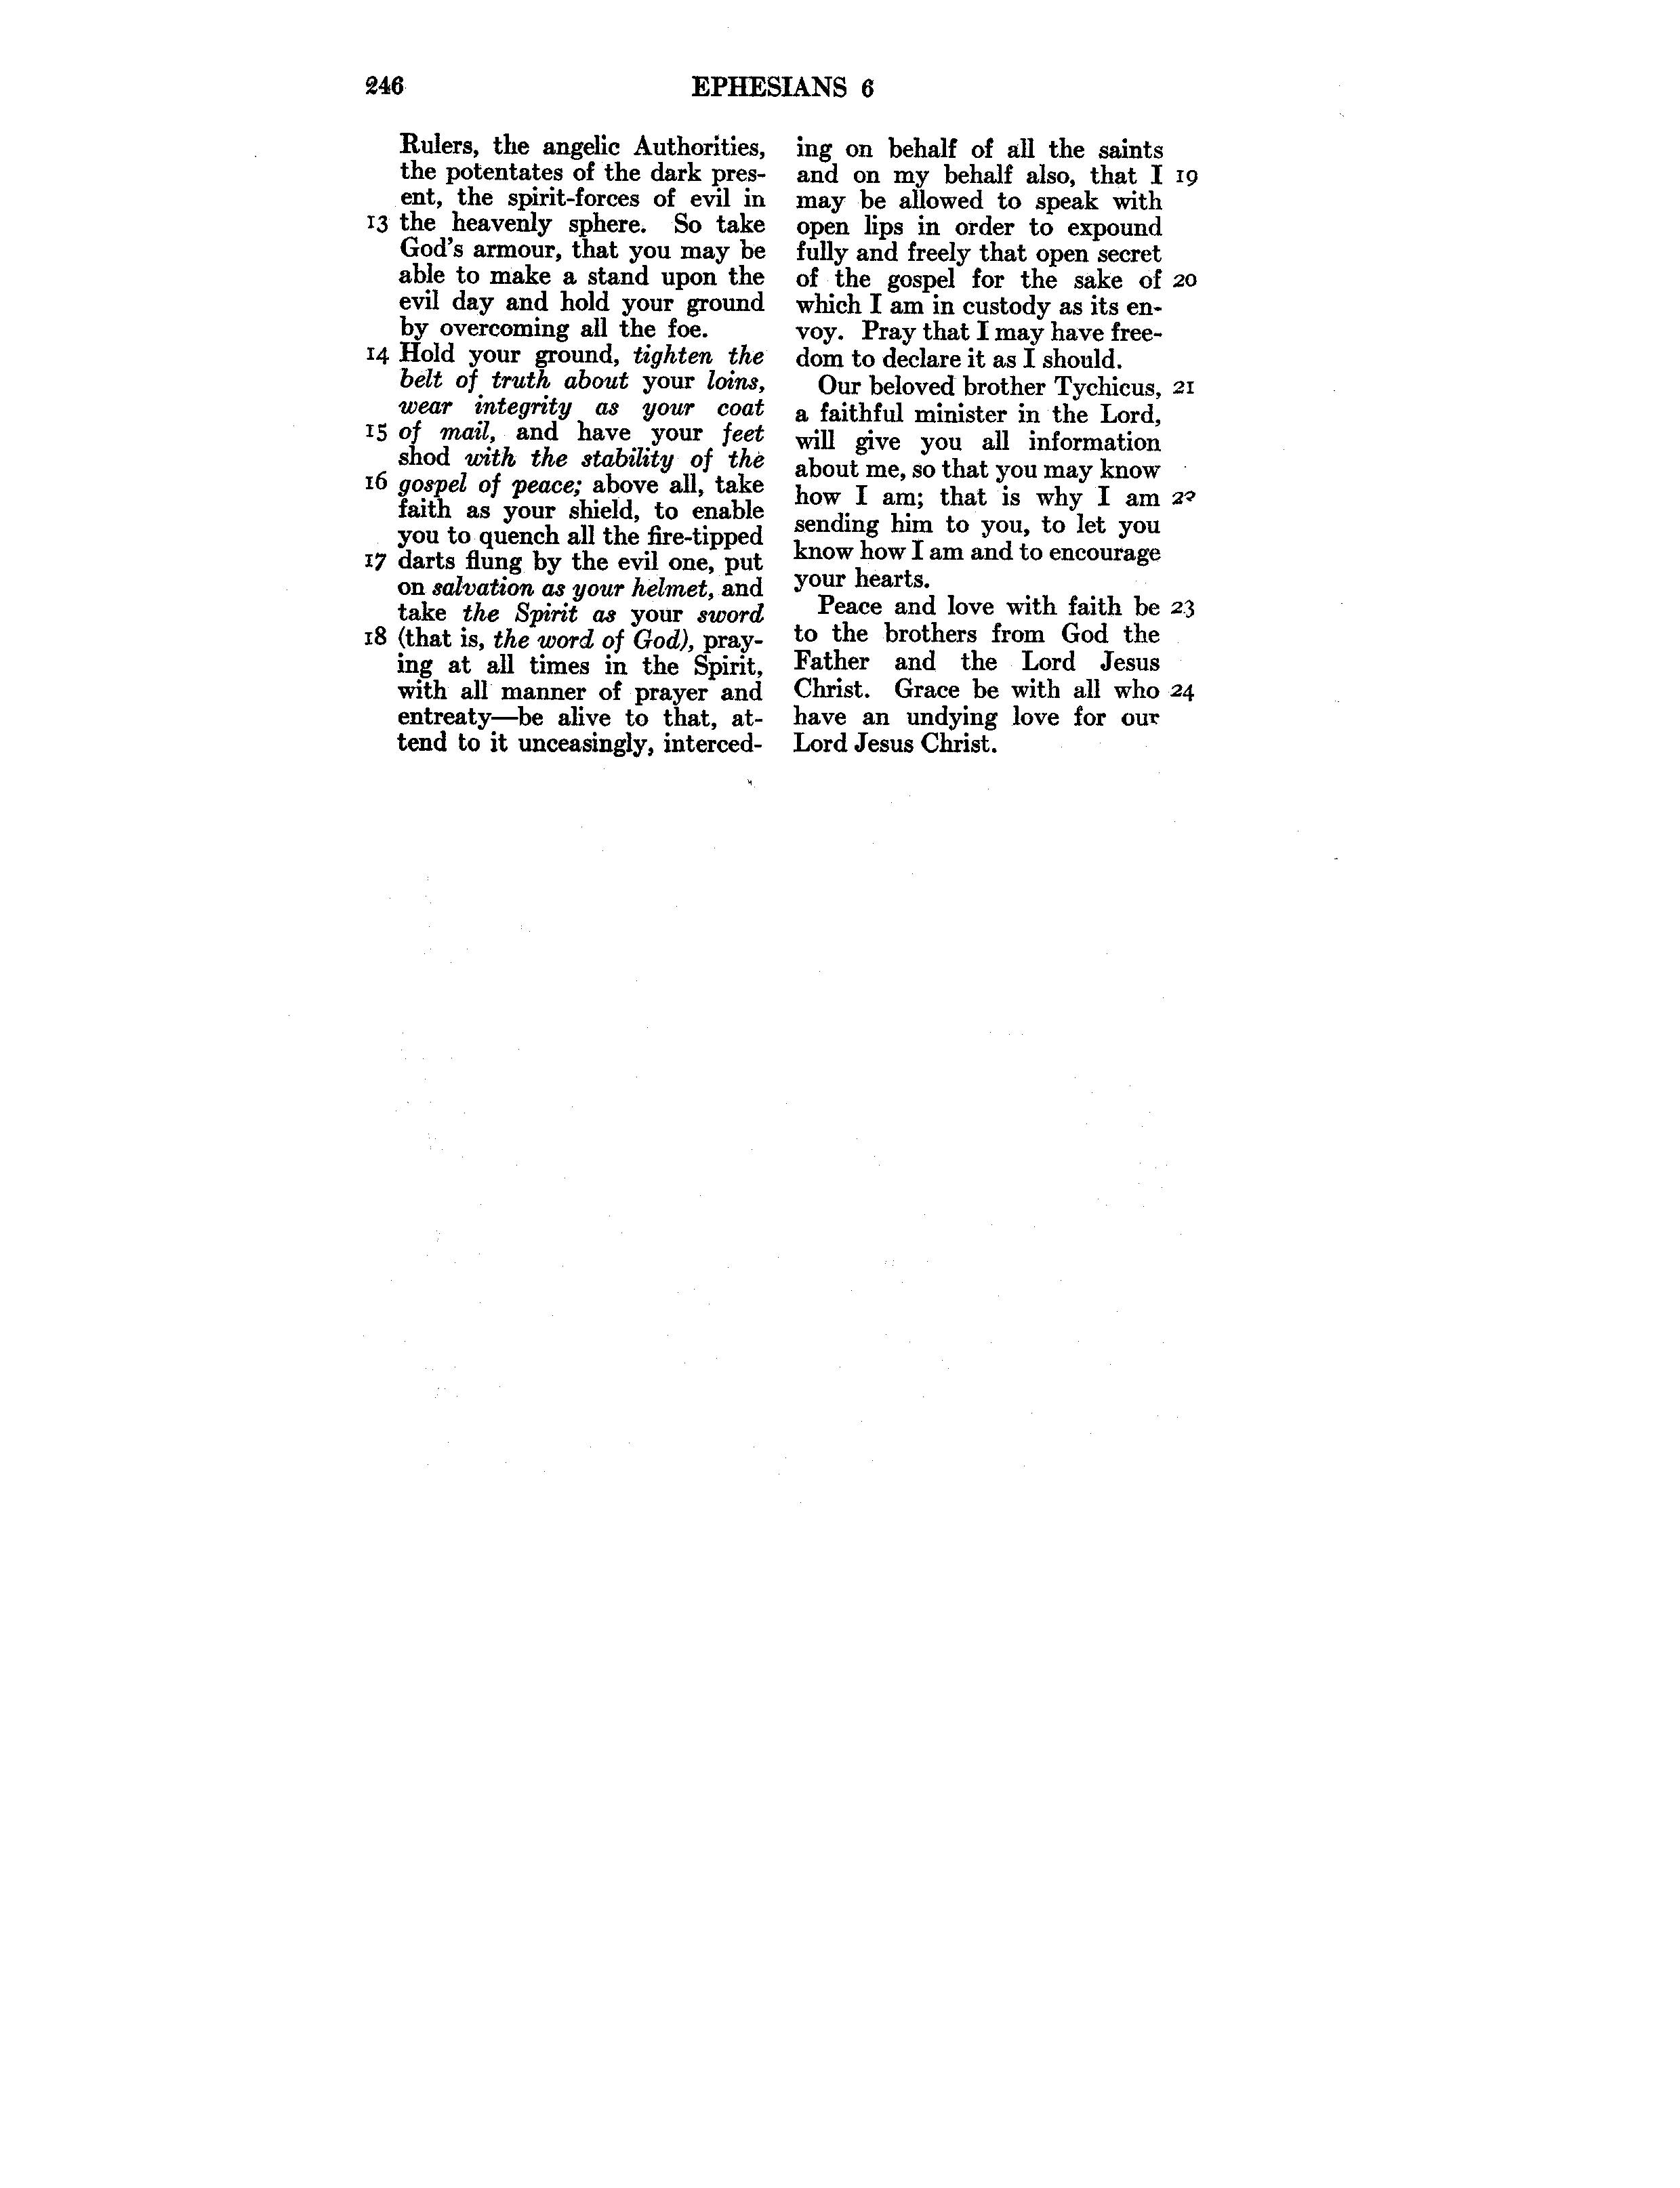 246 EPHESIANS 6
Rulers, the angelic Authorities,
the potentates of the dark pres-
ent, the spirit-forces of evil in
13 the heavenly sphere. So take
God's armour, that you may be
able to make a stand upon the
evil day and hold your ground
by overcoming all the foe.
14 Hold your ground, tighten the
belt of truth about your loins,
wear integrity as your coat
15 of mail, and have your feet
shod with the stability of the
16 gospel of peace; above all, take
faith as your shield, to enable
you to quench all the fire-tipped
17 darts flung by the evil one, put
on salvation as your helmet, and
take the Spirit as your sword
18 (that is, the word of God), pray-
ing at all times in the Spirit,
with all manner of prayer and
entreaty—be alive to that, at-
tend to it unceasingly, interced-
ing on behalf of all the saints
and on my behalf also, that I 19
may be allowed to speak with
open lips in order to expound
fully and freely that open secret
of the gospel for the sake of 20
which I am in custody as its en-
voy. Pray that I may have free-
dom to declare it as I should.
Our beloved brother Tychicus, 21
a faithful minister in the Lord,
will give you all information
about me, so that you may know
how I am; that is why I am 22
sending him to you, to let you
know how I am and to encourage
your hearts.
Peace and love with faith be 23
to the brothers from God the
Father and the Lord Jesus
Christ. Grace be with all who 24
have an undying love for our
Lord Jesus Christ.